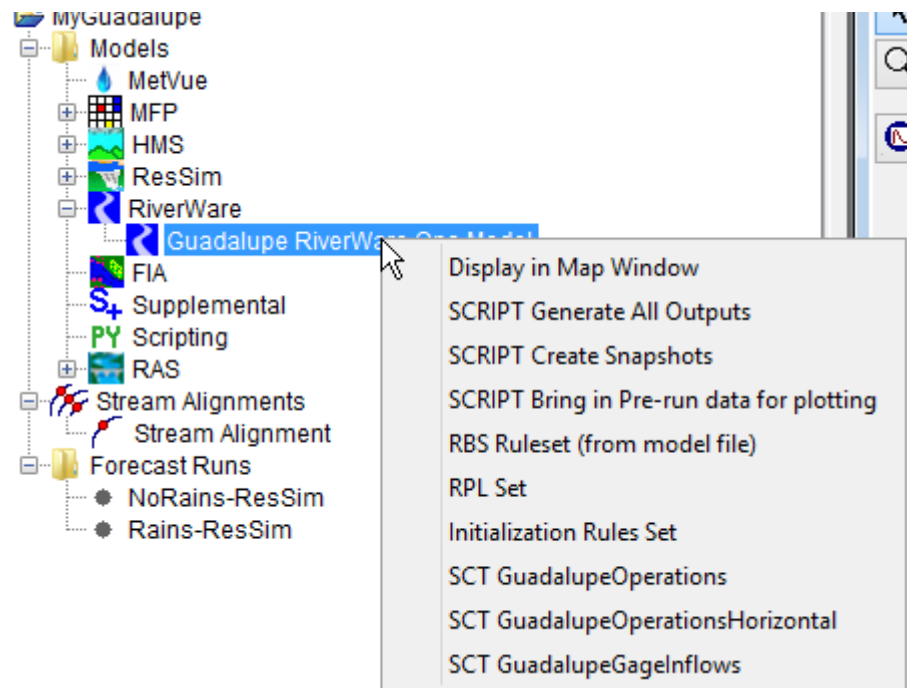 MyGuadalupe
Models
MetVue
MFP
HMS
ResSim
RiverWare
Guadalupe RiverWare Ops Model
FIA
S+ Supplemental
PY Scripting
RAS
Stream Alignments
Stream Alignment
Forecast Runs
NoRains-ResSim
Rains-ResSim
Display in Map Window
SCRIPT Generate All Outputs
SCRIPT Create Snapshots
SCRIPT Bring in Pre-run data for plotting
RBS Ruleset (from model file)
RPL Set
Initialization Rules Set
SCT GuadalupeOperations
SCT GuadalupeOperationsHorizontal
SCT GuadalupeGageInflows